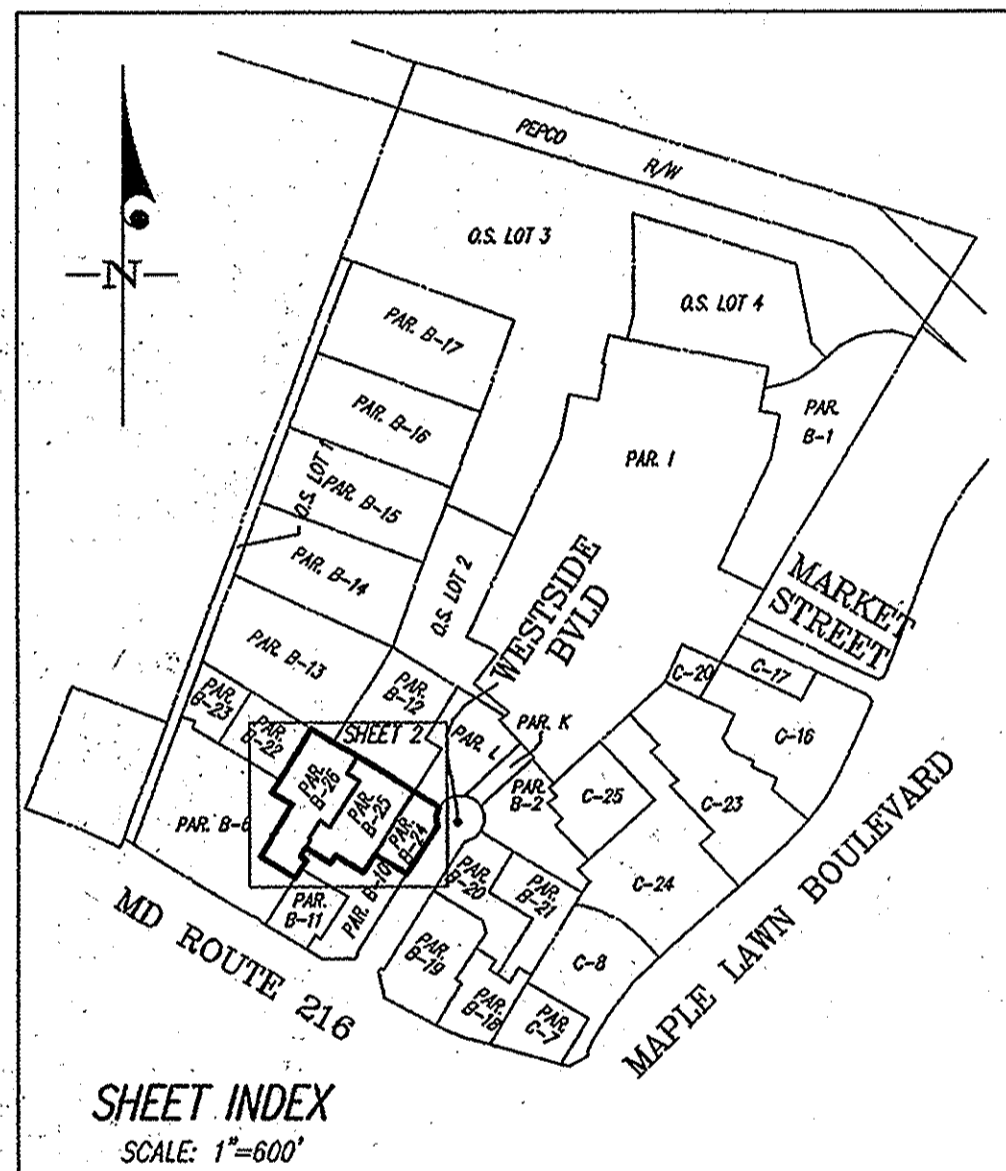 PEPCO R/W
O.S. LOT 3
O.S. LOT 4
N
PAR. B-17
PAR. B-1
PAR. B-16
PAR. I
O.S. LOT 1
PAR. B-15
PAR. B-14
O.S. LOT 2
WESTSIDE
BVLD
MARKET
STREET
PAR. B-13
PAR. B-12
C-29
C-17
PAR. B-23
PAR. B-22
SHEET 2
PAR. L
PAR. K
C-16
PAR. B-26
PAR. B-25
PAR. B-24
PAR. B-2
C-25
C-23
PAR. B-6
PAR. B-10
PAR. B-20
PAR. B-21
C-24
PAR. B-11
PAR. B-19
C-8
MD ROUTE 216
PAR. B-18
PAR. C-7
MAPLE LAWN BOULEVARD
SHEET INDEX
SCALE: 1"=600'